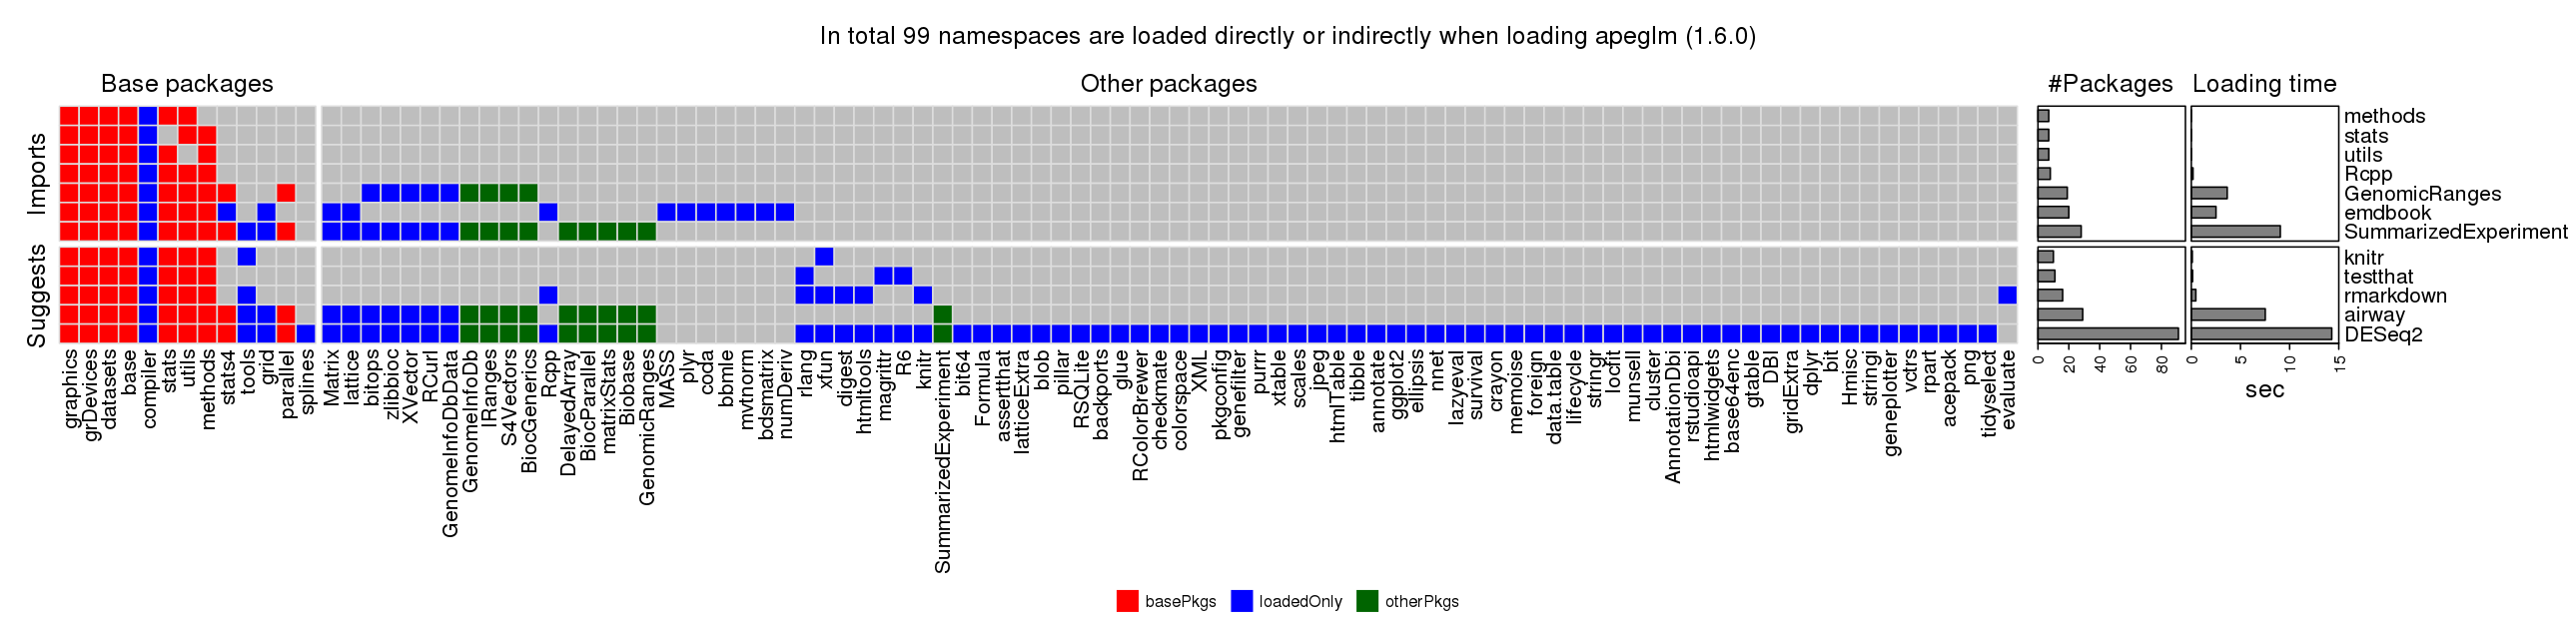 In total 99 namespaces are loaded directly or indirectly when loading apeglm (1.6.0)
Base packages
Other packages
#Packages
Loading time
Imports
Suggests
methods
stats
utils
Rcpp
GenomicRanges
emdbook
SummarizedExperiment
knitr
testthat
rmarkdown
airway
DESeq2
graphics
grDevices
datasets
base
compiler
stats
utils
methods
stats4
tools
grid
parallel
splines
Matrix
lattice
bitops
zlibbioc
XVector
RCurl
GenomeInfoDbData
GenomeInfoDb
IRanges
S4Vectors
BiocGenerics
Rcpp
DelayedArray
BiocParallel
matrixStats
Biobase
GenomicRanges
MASS
plyr
coda
bbmle
mvtnorm
bdsmatrix
numDeriv
rlang
xfun
digest
htmltools
magrittr
R6
knitr
SummarizedExperiment
bit64
Formula
assertthat
latticeExtra
blob
pillar
RSQLite
backports
glue
RColorBrewer
checkmate
colorspace
XML
pkgconfig
genefilter
purrr
xtable
scales
jpeg
htmlTable
tibble
annotate
ggplot2
ellipsis
nnet
lazyeval
survival
crayon
memoise
foreign
data.table
lifecycle
stringr
locfit
munsell
cluster
AnnotationDbi
rstudioapi
htmlwidgets
base64enc
gtable
DBI
gridExtra
dplyr
bit
Hmisc
stringi
geneplotter
vctrs
rpart
acepack
png
tidyselect
evaluate
0 20 40 60 80
0 5 10 15
sec
basePkgs
loadedOnly
otherPkgs